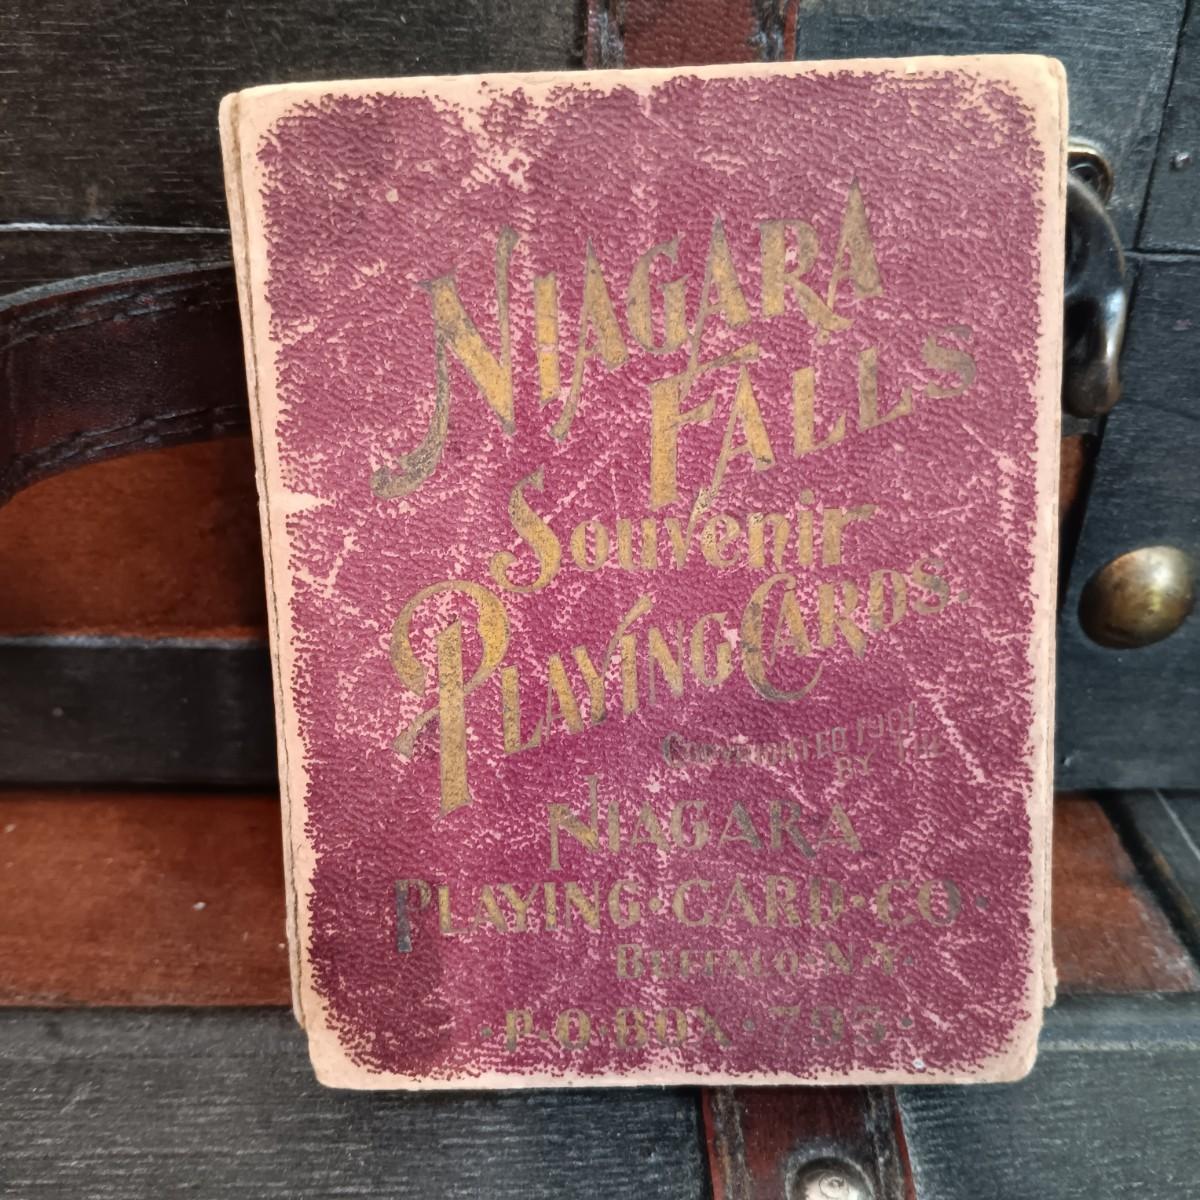 NIAGARA
FALLS
Souvenir
PLAYING CARDS.
COPYRIGHTED 1901
BY THE
NIAGARA
PLAYING·CARD·CO·
BUFFALO·N·Y·
·P·O·BOX·793·